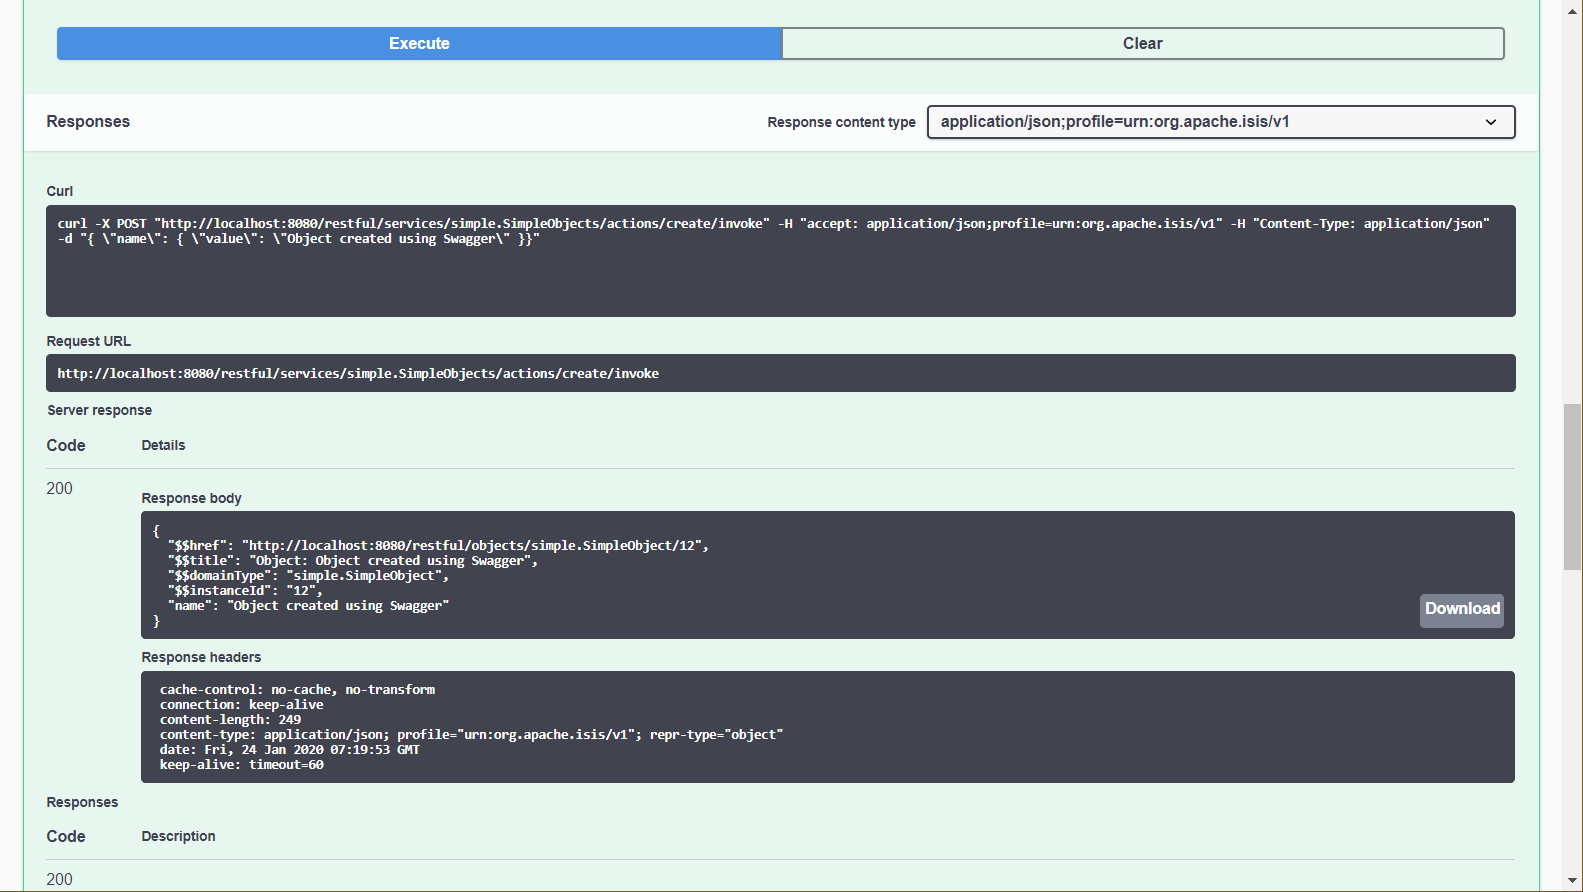 Execute
Clear
Responses
Response content type
application/json;profile=urn:org.apache.isis/v1
Curl
curl -X POST "http://localhost:8080/restful/services/simple.SimpleObjects/actions/create/invoke" -H "accept: application/json;profile=urn:org.apache.isis/v1" -H "Content-Type: application/json"
-d "{ \"name\": { \"value\": \"Object created using Swagger\" }}"
Request URL
http://localhost:8080/restful/services/simple.SimpleObjects/actions/create/invoke
Server response
Code
Details
200
Response body
{
  "$$href": "http://localhost:8080/restful/objects/simple.SimpleObject/12",
  "$$title": "Object: Object created using Swagger",
  "$$domainType": "simple.SimpleObject",
  "$$instanceId": "12",
  "name": "Object created using Swagger"
}
Download
Response headers
cache-control: no-cache, no-transform
connection: keep-alive
content-length: 249
content-type: application/json; profile="urn:org.apache.isis/v1"; repr-type="object"
date: Fri, 24 Jan 2020 07:19:53 GMT
keep-alive: timeout=60
Responses
Code
Description
200